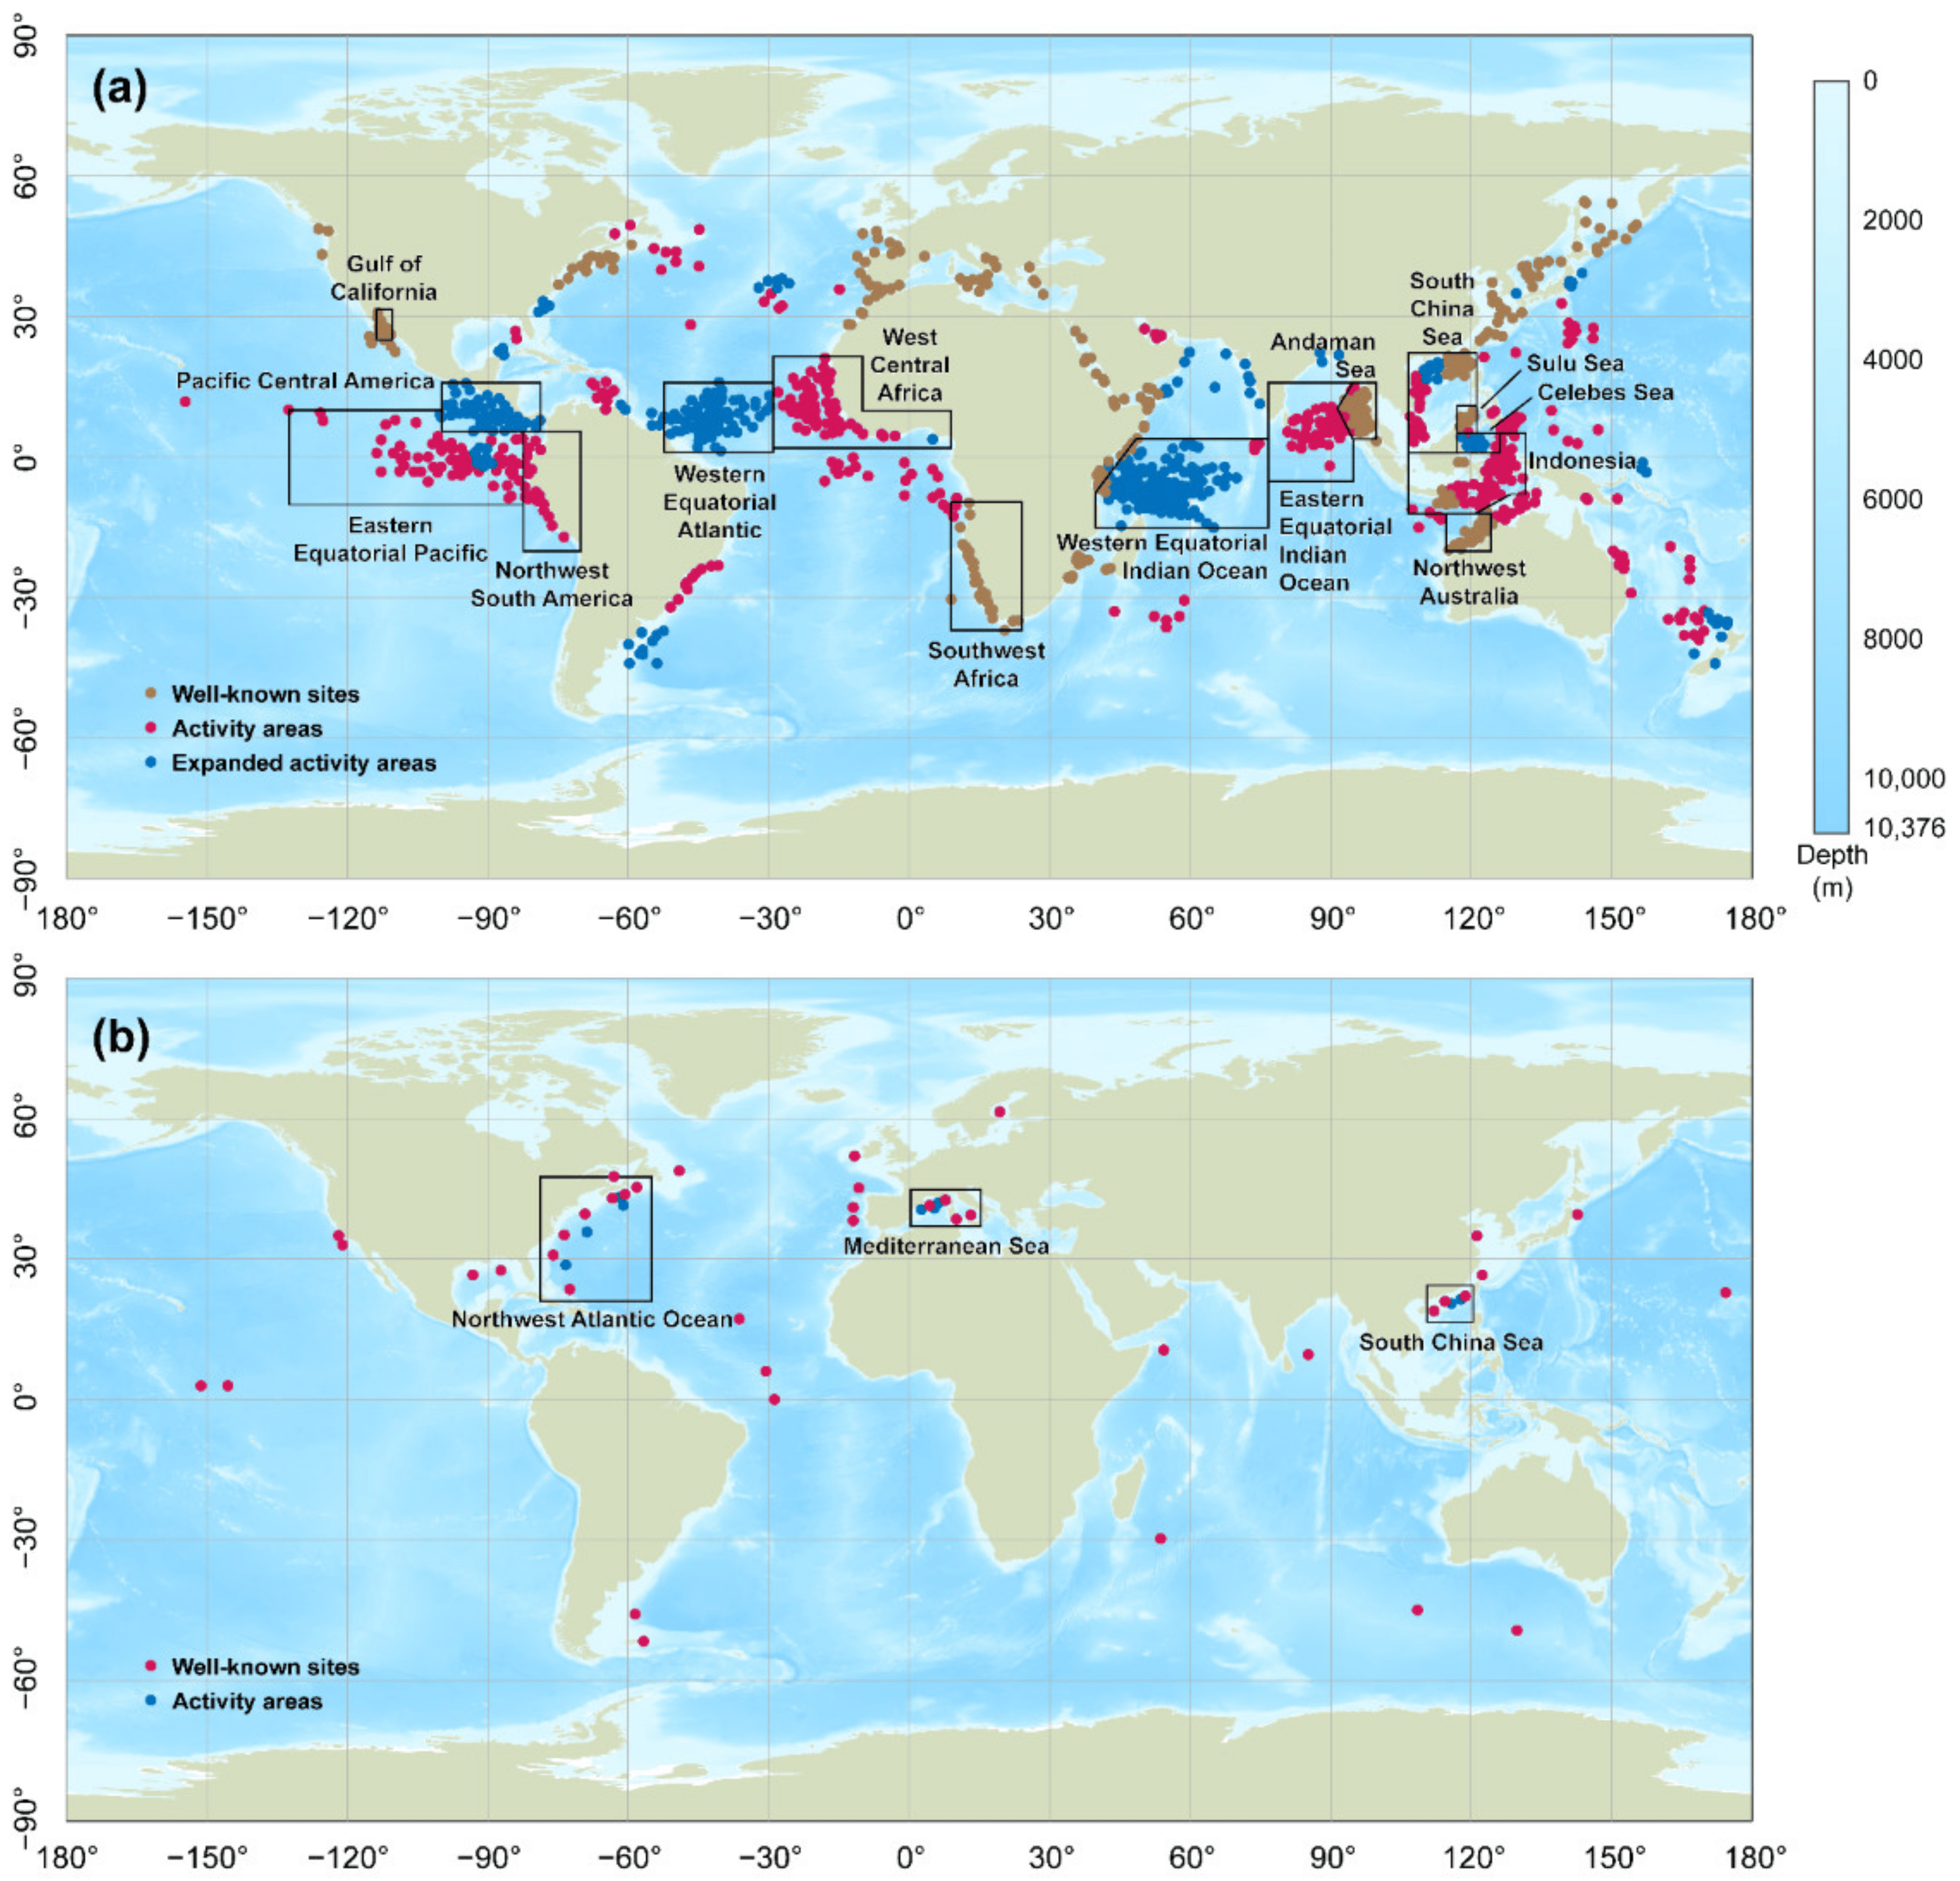 (a)
90°
60°
30°
0°
−30°
−60°
−90°
Gulf of
California
Pacific Central America
Eastern
Equatorial Pacific
Northwest
South America
Western
Equatorial
Atlantic
West
Central
Africa
Southwest
Africa
Western Equatorial
Indian Ocean
Andaman
Sea
Eastern
Equatorial
Indian
Ocean
South
China
Sea
Sulu Sea
Celebes Sea
Indonesia
Northwest
Australia
Well-known sites
Activity areas
Expanded activity areas
180°
−150°
−120°
−90°
−60°
−30°
0°
30°
60°
90°
120°
150°
180°
0
2000
4000
6000
8000
10,000
10,376
Depth
(m)
(b)
90°
60°
30°
0°
−30°
−60°
−90°
Northwest Atlantic Ocean
Mediterranean Sea
South China Sea
Well-known sites
Activity areas
180°
−150°
−120°
−90°
−60°
−30°
0°
30°
60°
90°
120°
150°
180°